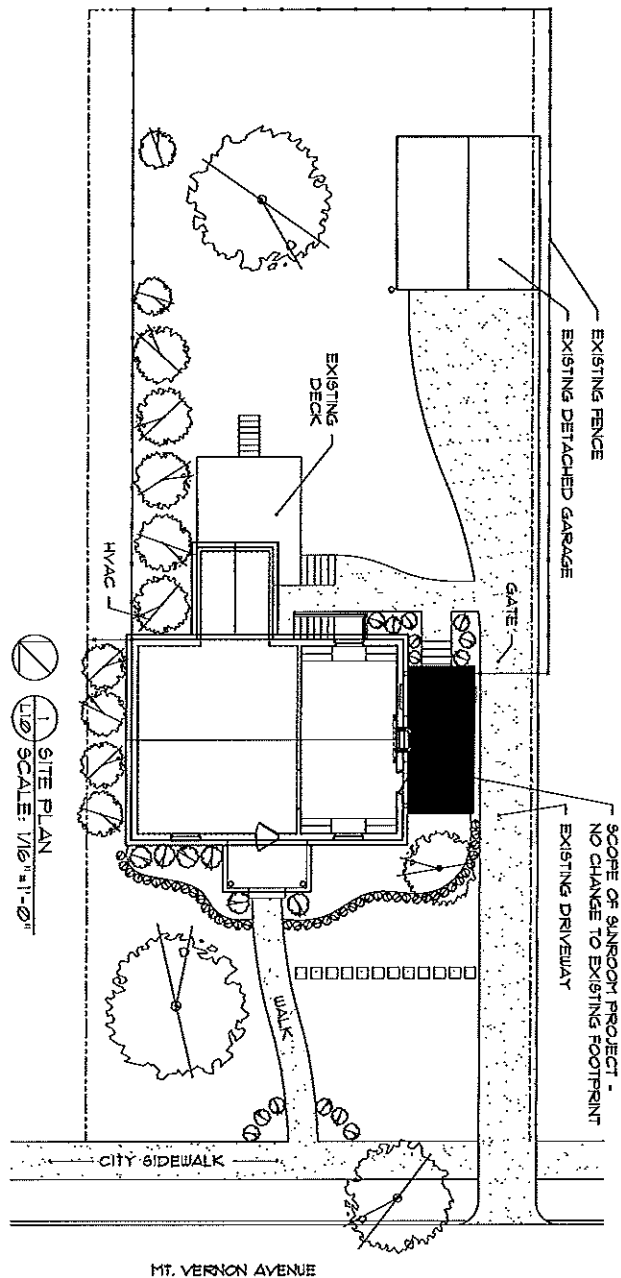 EXISTING FENCE
EXISTING DETACHED GARAGE
EXISTING
DECK
GATE
HVAC
SCOPE OF SUNROOM PROJECT -
NO CHANGE TO EXISTING FOOTPRINT
EXISTING DRIVEWAY
1
L1.0
SITE PLAN
SCALE: 1/16"=1'-0"
WALK
CITY SIDEWALK
MT. VERNON AVENUE